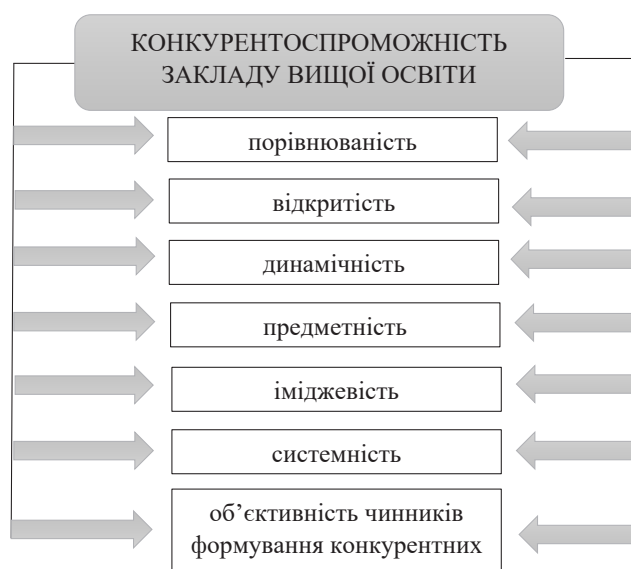 КОНКУРЕНТОСПРОМОЖНІСТЬ
ЗАКЛАДУ ВИЩОЇ ОСВІТИ
порівнюваність
відкритість
динамічність
предметність
іміджевість
системність
об’єктивність чинників
формування конкурентних